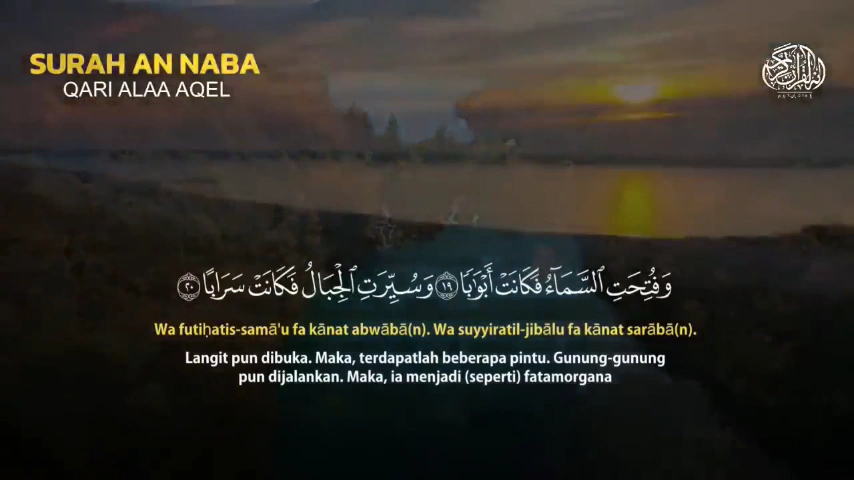 SURAH AN NABA
QARI ALAA AQEL
وَفُتِحَتِ ٱلسَّمَآءُ فَكَانَتْ أَبْوَٰبًا ١٩ وَسُيِّرَتِ ٱلْجِبَالُ فَكَانَتْ سَرَابًا ٢٠
Wa futiḥatis-samā'u fa kānat abwābā(n). Wa suyyiratil-jibālu fa kānat sarābā(n).
Langit pun dibuka. Maka, terdapatlah beberapa pintu. Gunung-gunung
pun dijalankan. Maka, ia menjadi (seperti) fatamorgana